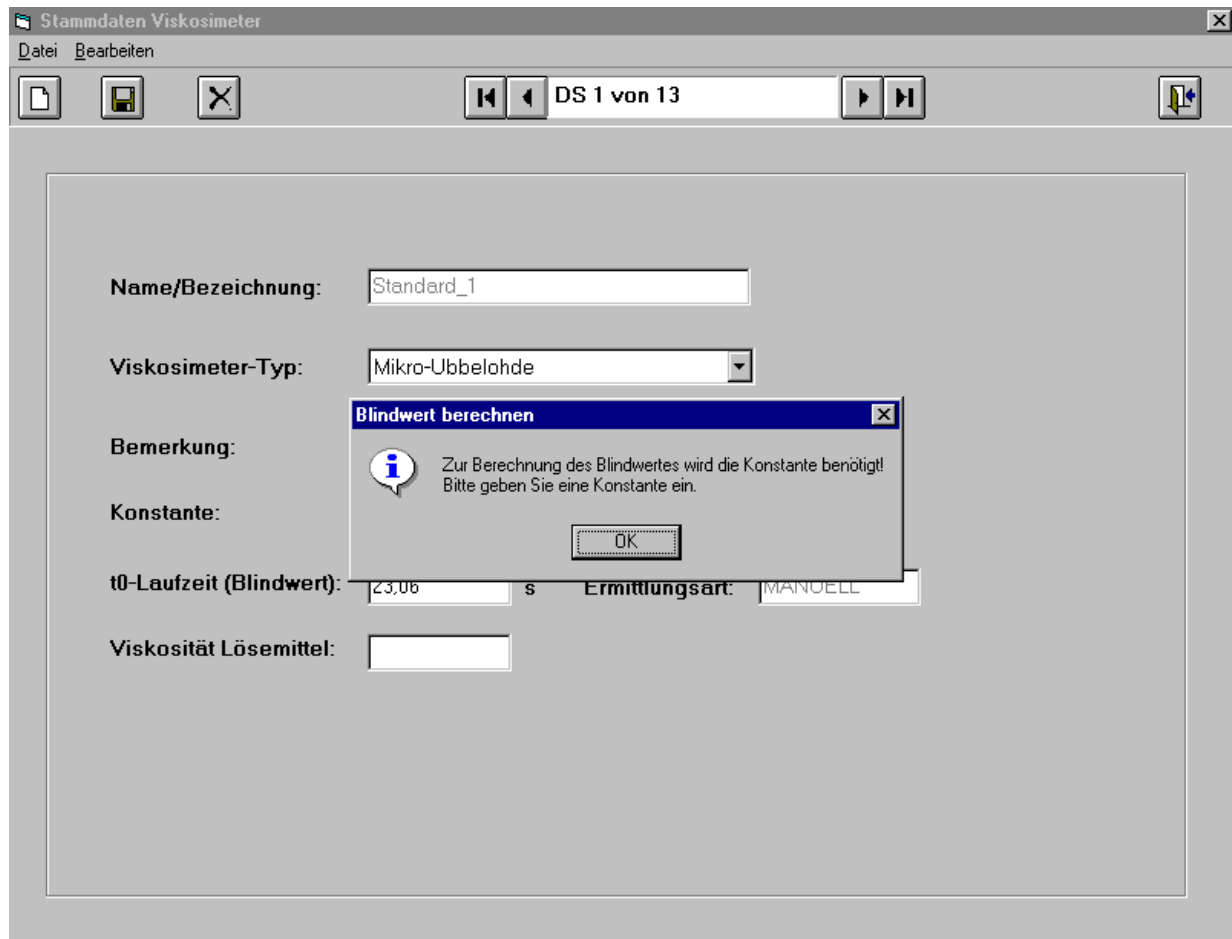 Stammdaten Viskosimeter
Datei Bearbeiten
DS 1 von 13
Name/Bezeichnung: Standard_1
Viskosimeter-Typ: Mikro-Ubbelohde
Blindwert berechnen
Bemerkung:
Zur Berechnung des Blindwertes wird die Konstante benötigt!
Bitte geben Sie eine Konstante ein.
Konstante:
OK
t0-Laufzeit (Blindwert): 23,06 s Ermittlungsart: MANUELL
Viskosität Lösemittel: